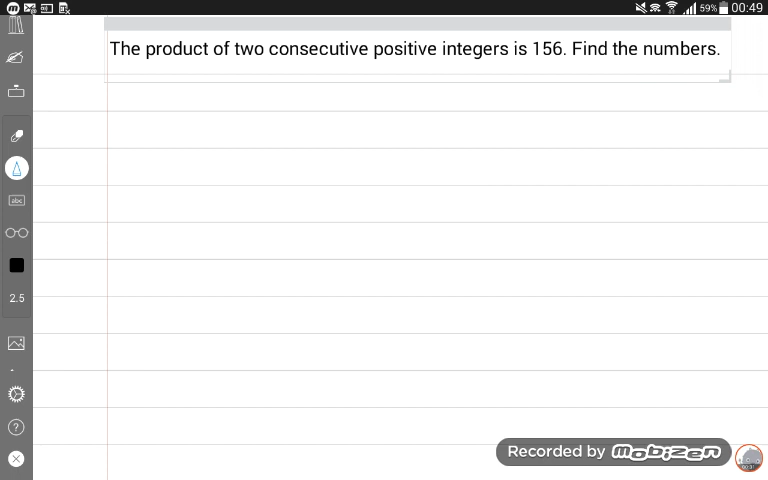 59% 00:49
The product of two consecutive positive integers is 156. Find the numbers.
abc
2.5
?
Recorded by mobizen